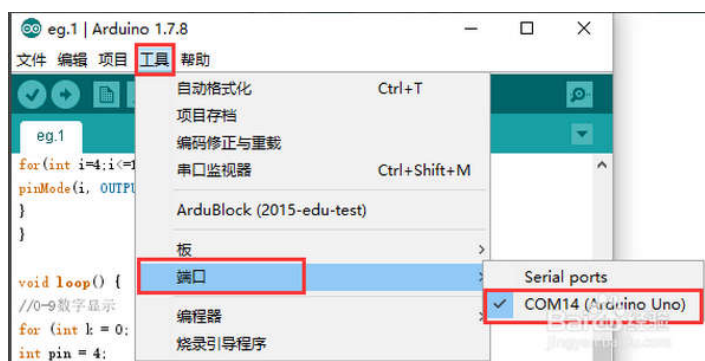 eg.1 | Arduino 1.7.8
文件 编辑 项目 工具 帮助
自动格式化 Ctrl+T
项目存档
编码修正与重载
串口监视器 Ctrl+Shift+M
ArduBlock (2015-edu-test)
板
端口
编程器
烧录引导程序
Serial ports
COM14 (Arduino Uno)
eg.1
for(int i=4;i<=1
pinMode(i, OUTPU
}
}
void loop() {
//0-9数字显示
for (int k = 0;
int pin = 4;